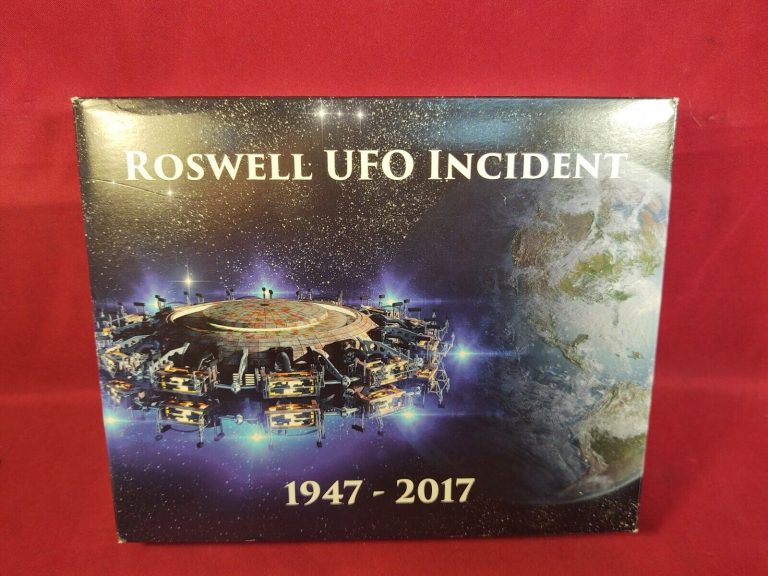 ROSWELL UFO INCIDENT
1947 - 2017